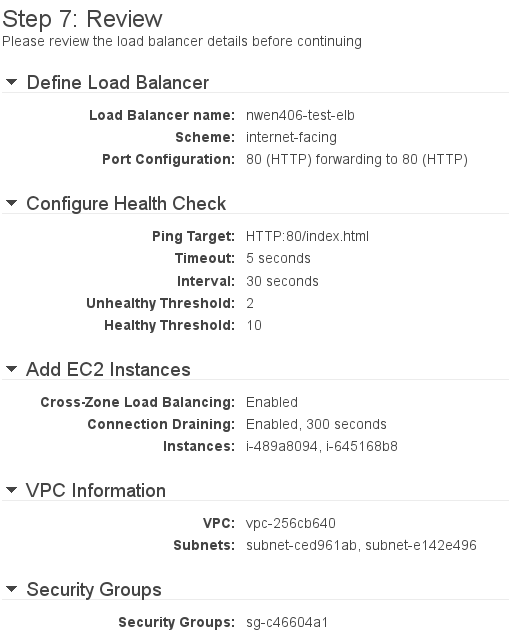 Step 7: Review
Please review the load balancer details before continuing
Define Load Balancer
Load Balancer name: nwen406-test-elb
Scheme: internet-facing
Port Configuration: 80 (HTTP) forwarding to 80 (HTTP)
Configure Health Check
Ping Target: HTTP:80/index.html
Timeout: 5 seconds
Interval: 30 seconds
Unhealthy Threshold: 2
Healthy Threshold: 10
Add EC2 Instances
Cross-Zone Load Balancing: Enabled
Connection Draining: Enabled, 300 seconds
Instances: i-489a8094, i-645168b8
VPC Information
VPC: vpc-256cb640
Subnets: subnet-ced961ab, subnet-e142e496
Security Groups
Security Groups: sg-c46604a1